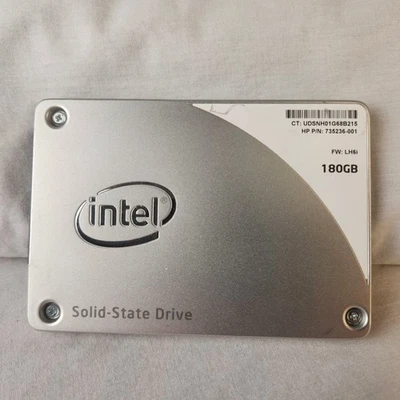 CT: UDSNH01G68B215
HP P/N: 735236-001
FW: LH6i
180GB
intel
Solid-State Drive